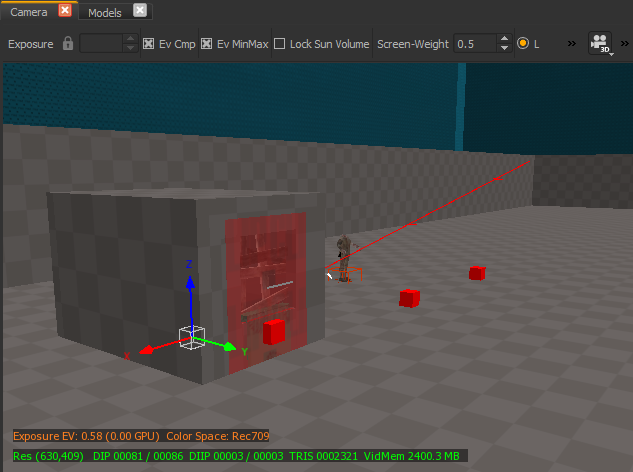 Camera Models
Exposure Ev Cmp Ev MinMax Lock Sun Volume Screen-Weight 0.5 L » 3D »
Z
X
Y
Exposure EV: 0.58 (0.00 GPU) Color Space: Rec709
Res (630,409) DIP 00081 / 00086 DIIP 00003 / 00003 TRIS 0002321 VidMem 2400.3 MB